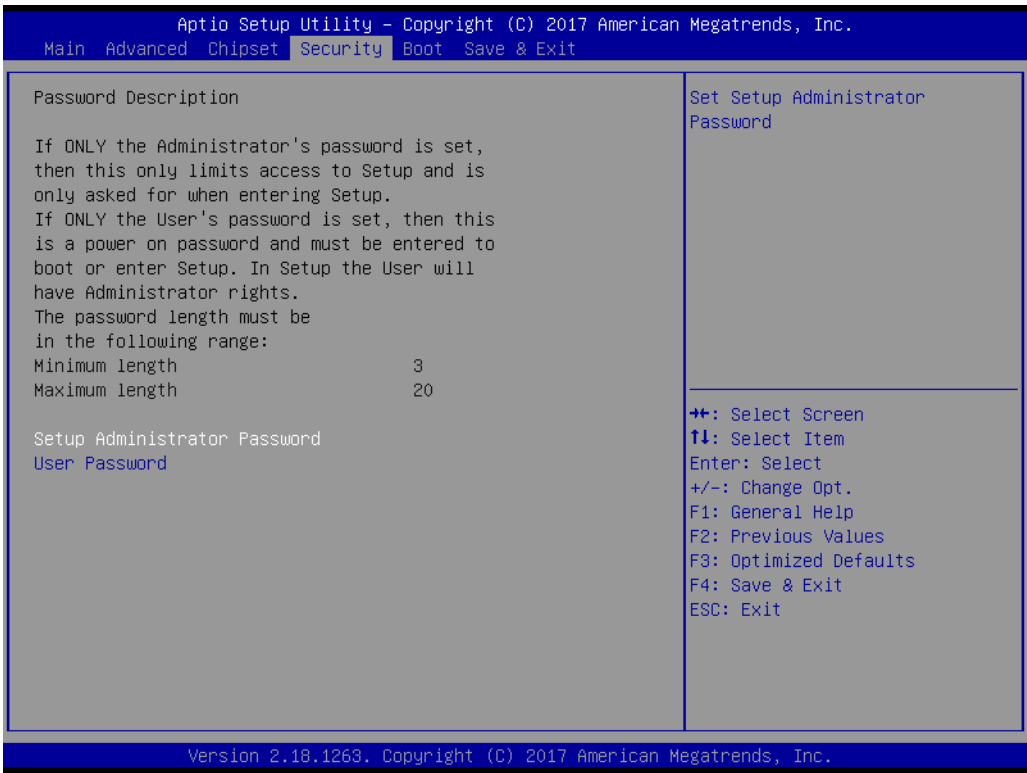 Aptio Setup Utility – Copyright (C) 2017 American Megatrends, Inc.
Main Advanced Chipset Security Boot Save & Exit
Password Description
If ONLY the Administrator's password is set,
then this only limits access to Setup and is
only asked for when entering Setup.
If ONLY the User's password is set, then this
is a power on password and must be entered to
boot or enter Setup. In Setup the User will
have Administrator rights.
The password length must be
in the following range:
Minimum length 3
Maximum length 20
Setup Administrator Password
User Password
Set Setup Administrator
Password
→←: Select Screen
↑↓: Select Item
Enter: Select
+/–: Change Opt.
F1: General Help
F2: Previous Values
F3: Optimized Defaults
F4: Save & Exit
ESC: Exit
Version 2.18.1263. Copyright (C) 2017 American Megatrends, Inc.